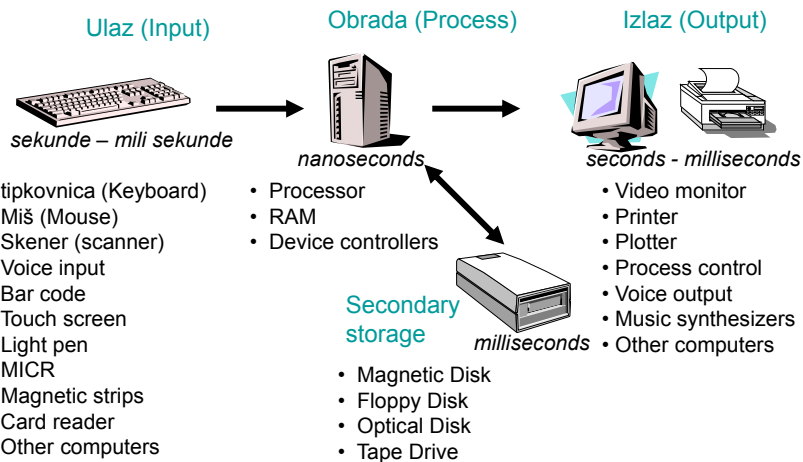 Ulaz (Input)
sekunde – mili sekunde
tipkovnica (Keyboard)
Miš (Mouse)
Skener (scanner)
Voice input
Bar code
Touch screen
Light pen
MICR
Magnetic strips
Card reader
Other computers
Obrada (Process)
nanoseconds
• Processor
• RAM
• Device controllers
Secondary
storage
milliseconds
• Magnetic Disk
• Floppy Disk
• Optical Disk
• Tape Drive
Izlaz (Output)
seconds - milliseconds
• Video monitor
• Printer
• Plotter
• Process control
• Voice output
• Music synthesizers
• Other computers